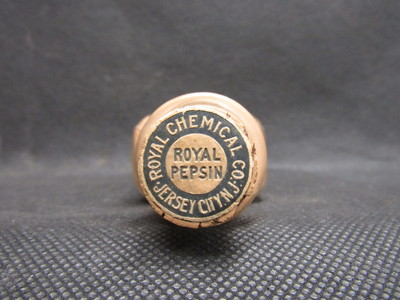 ROYAL CHEMICAL CO.
ROYAL
PEPSIN
· JERSEY CITY N.J. ·